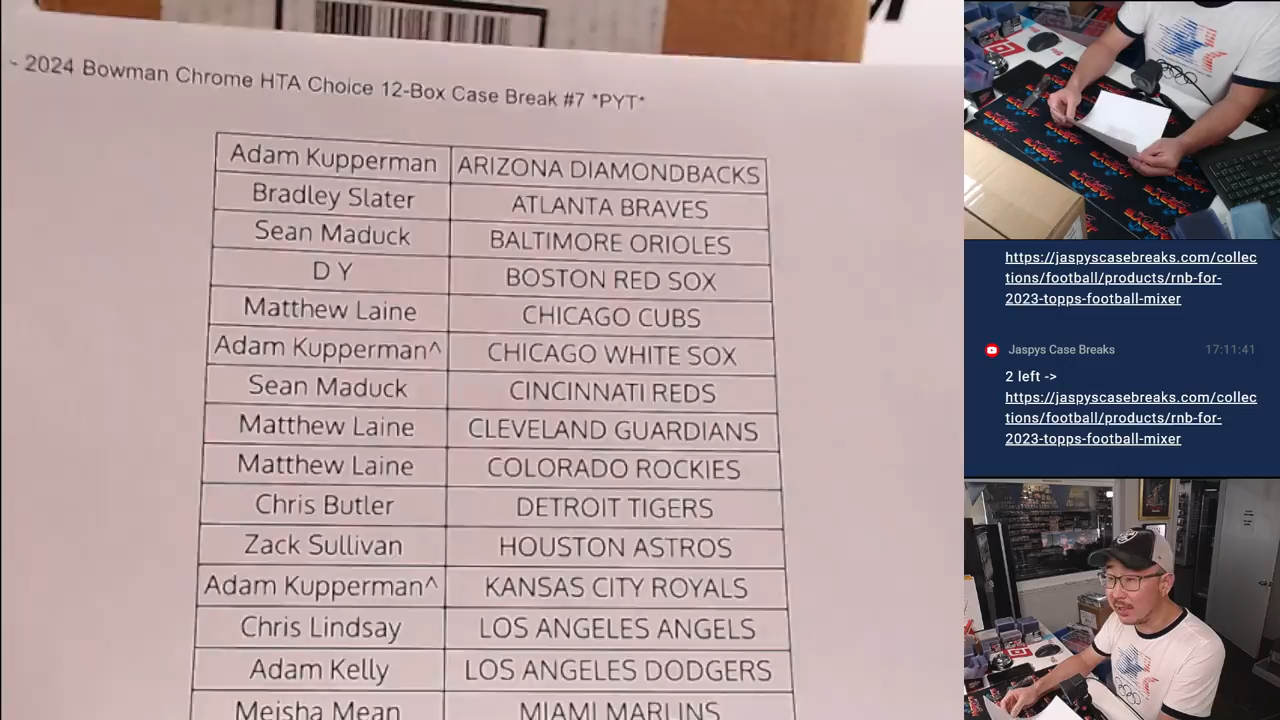 - 2024 Bowman Chrome HTA Choice 12-Box Case Break #7 *PYT*
Adam Kupperman ARIZONA DIAMONDBACKS
Bradley Slater ATLANTA BRAVES
Sean Maduck BALTIMORE ORIOLES
D Y BOSTON RED SOX
Matthew Laine CHICAGO CUBS
Adam Kupperman^ CHICAGO WHITE SOX
Sean Maduck CINCINNATI REDS
Matthew Laine CLEVELAND GUARDIANS
Matthew Laine COLORADO ROCKIES
Chris Butler DETROIT TIGERS
Zack Sullivan HOUSTON ASTROS
Adam Kupperman^ KANSAS CITY ROYALS
Chris Lindsay LOS ANGELES ANGELS
Adam Kelly LOS ANGELES DODGERS
Meisha Mean MIAMI MARLINS
https://jaspyscasebreaks.com/collec
tions/football/products/rnb-for-
2023-topps-football-mixer
Jaspys Case Breaks 17:11:41
2 left ->
https://jaspyscasebreaks.com/collec
tions/football/products/rnb-for-
2023-topps-football-mixer